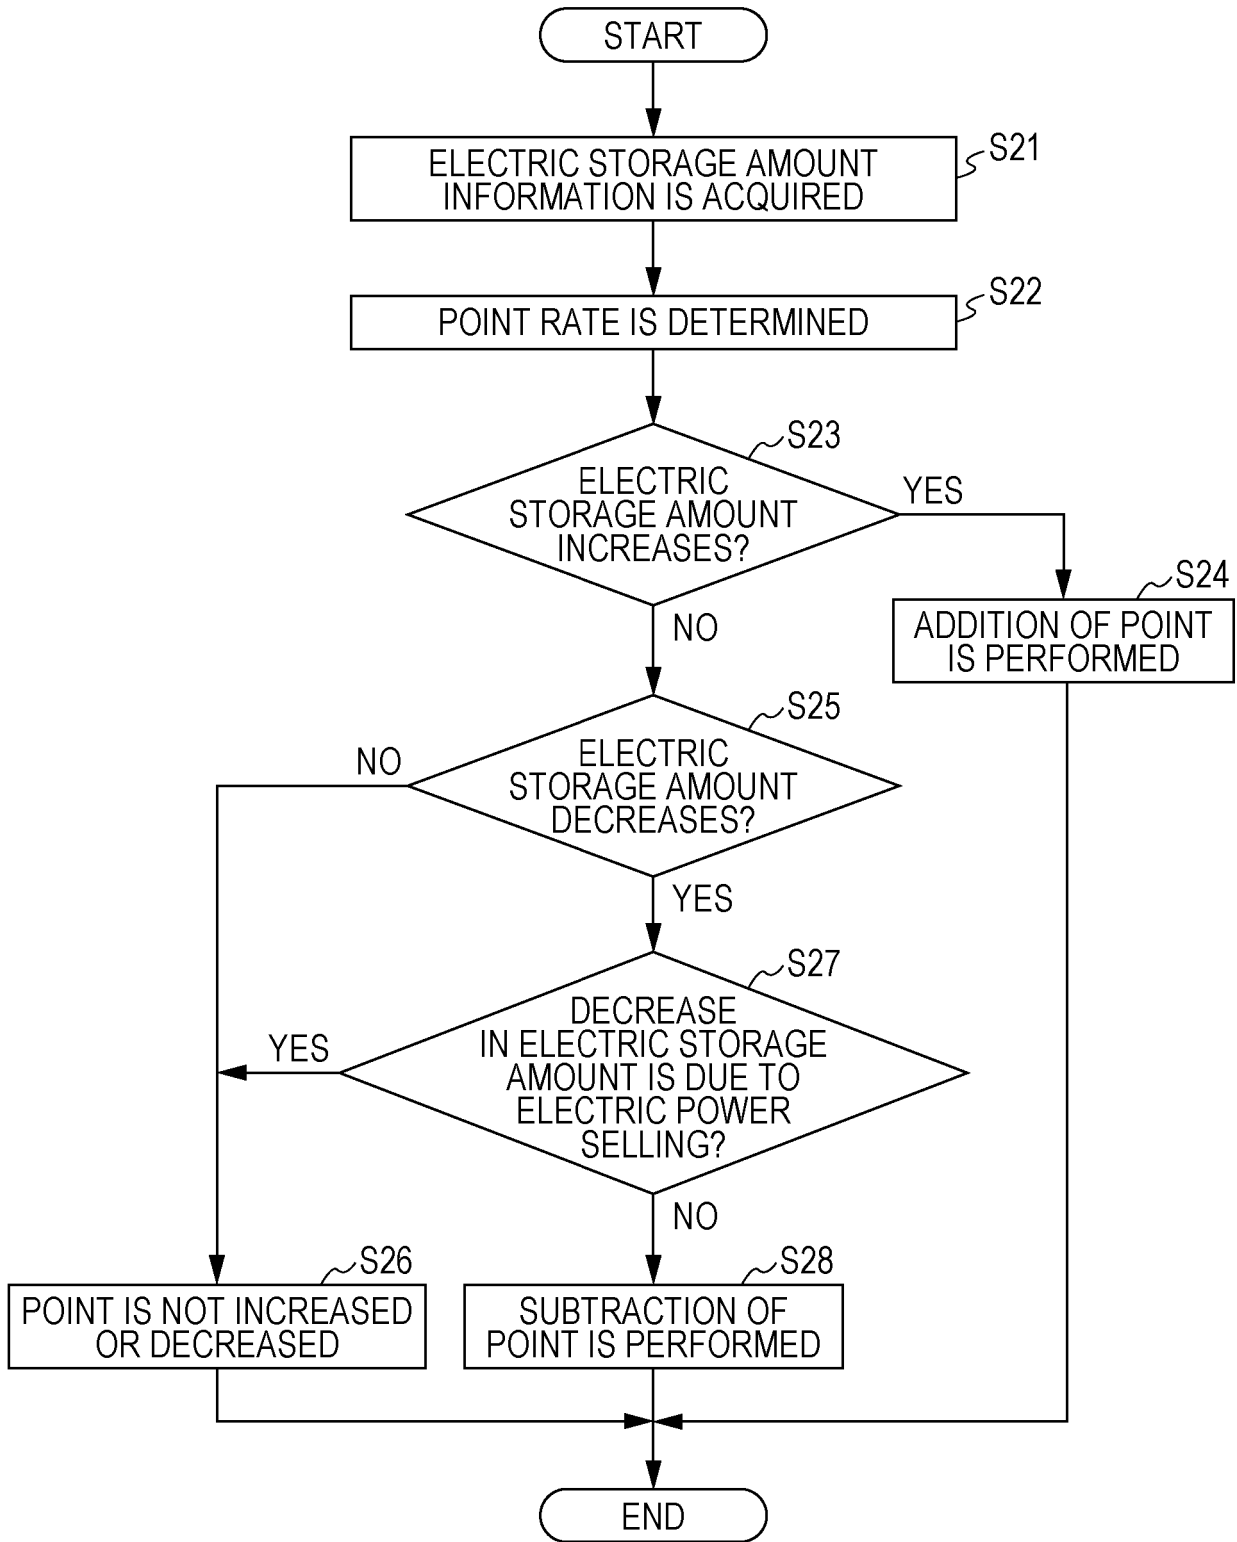 START
ELECTRIC STORAGE AMOUNT
INFORMATION IS ACQUIRED
S21
POINT RATE IS DETERMINED
S22
S23
ELECTRIC
STORAGE AMOUNT
INCREASES?
YES
NO
S24
ADDITION OF POINT
IS PERFORMED
S25
ELECTRIC
STORAGE AMOUNT
DECREASES?
NO
YES
S27
DECREASE
IN ELECTRIC STORAGE
AMOUNT IS DUE TO
ELECTRIC POWER
SELLING?
YES
NO
S26
POINT IS NOT INCREASED
OR DECREASED
S28
SUBTRACTION OF
POINT IS PERFORMED
END